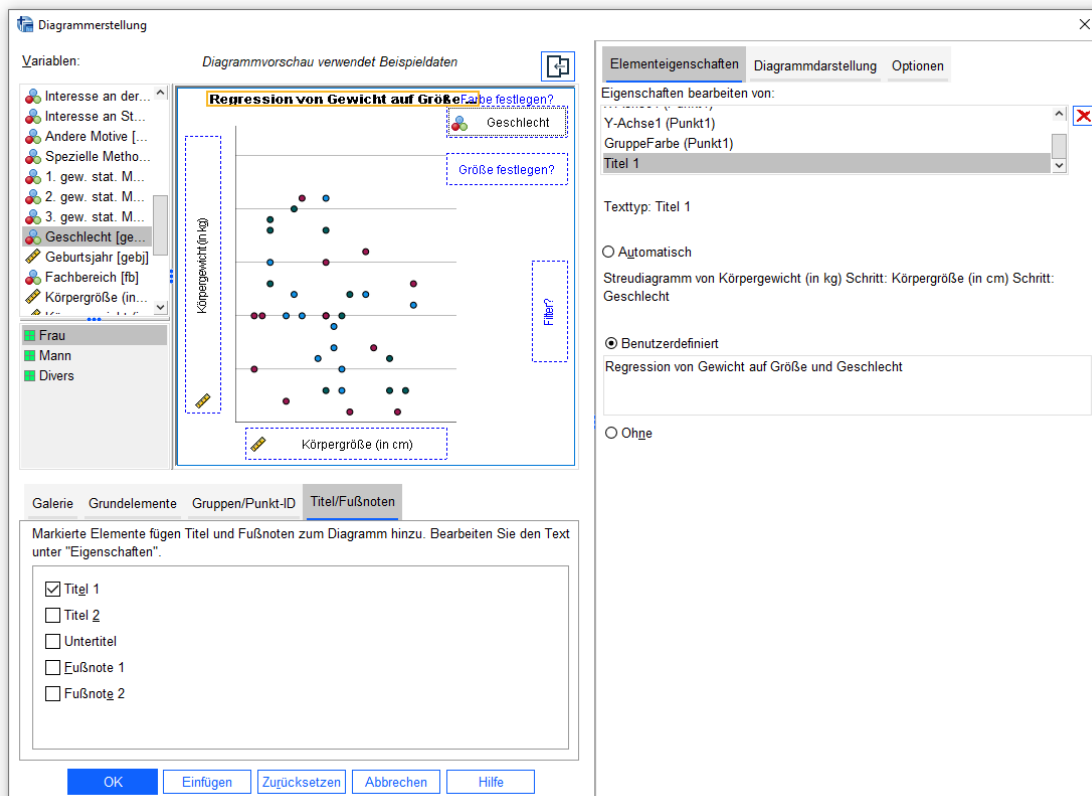 Diagrammerstellung
Variablen:
Diagrammvorschau verwendet Beispieldaten
Interesse an der...
Interesse an St...
Andere Motive [...
Spezielle Metho...
1. gew. stat. M...
2. gew. stat. M...
3. gew. stat. M...
Geschlecht [ge...
Geburtsjahr [gebj]
Fachbereich [fb]
Körpergröße (in...
Frau
Mann
Divers
Regression von Gewicht auf Größe...
Farbe festlegen?
Geschlecht
Größe festlegen?
Körpergewicht (in kg)
Filter?
Körpergröße (in cm)
Galerie Grundelemente Gruppen/Punkt-ID Titel/Fußnoten
Markierte Elemente fügen Titel und Fußnoten zum Diagramm hinzu. Bearbeiten Sie den Text
unter "Eigenschaften".
Titel 1
Titel 2
Untertitel
Fußnote 1
Fußnote 2
OK Einfügen Zurücksetzen Abbrechen Hilfe
Elementeigenschaften Diagrammdarstellung Optionen
Eigenschaften bearbeiten von:
Y-Achse1 (Punkt1)
GruppeFarbe (Punkt1)
Titel 1
Texttyp: Titel 1
Automatisch
Streudiagramm von Körpergewicht (in kg) Schritt: Körpergröße (in cm) Schritt:
Geschlecht
Benutzerdefiniert
Regression von Gewicht auf Größe und Geschlecht
Ohne